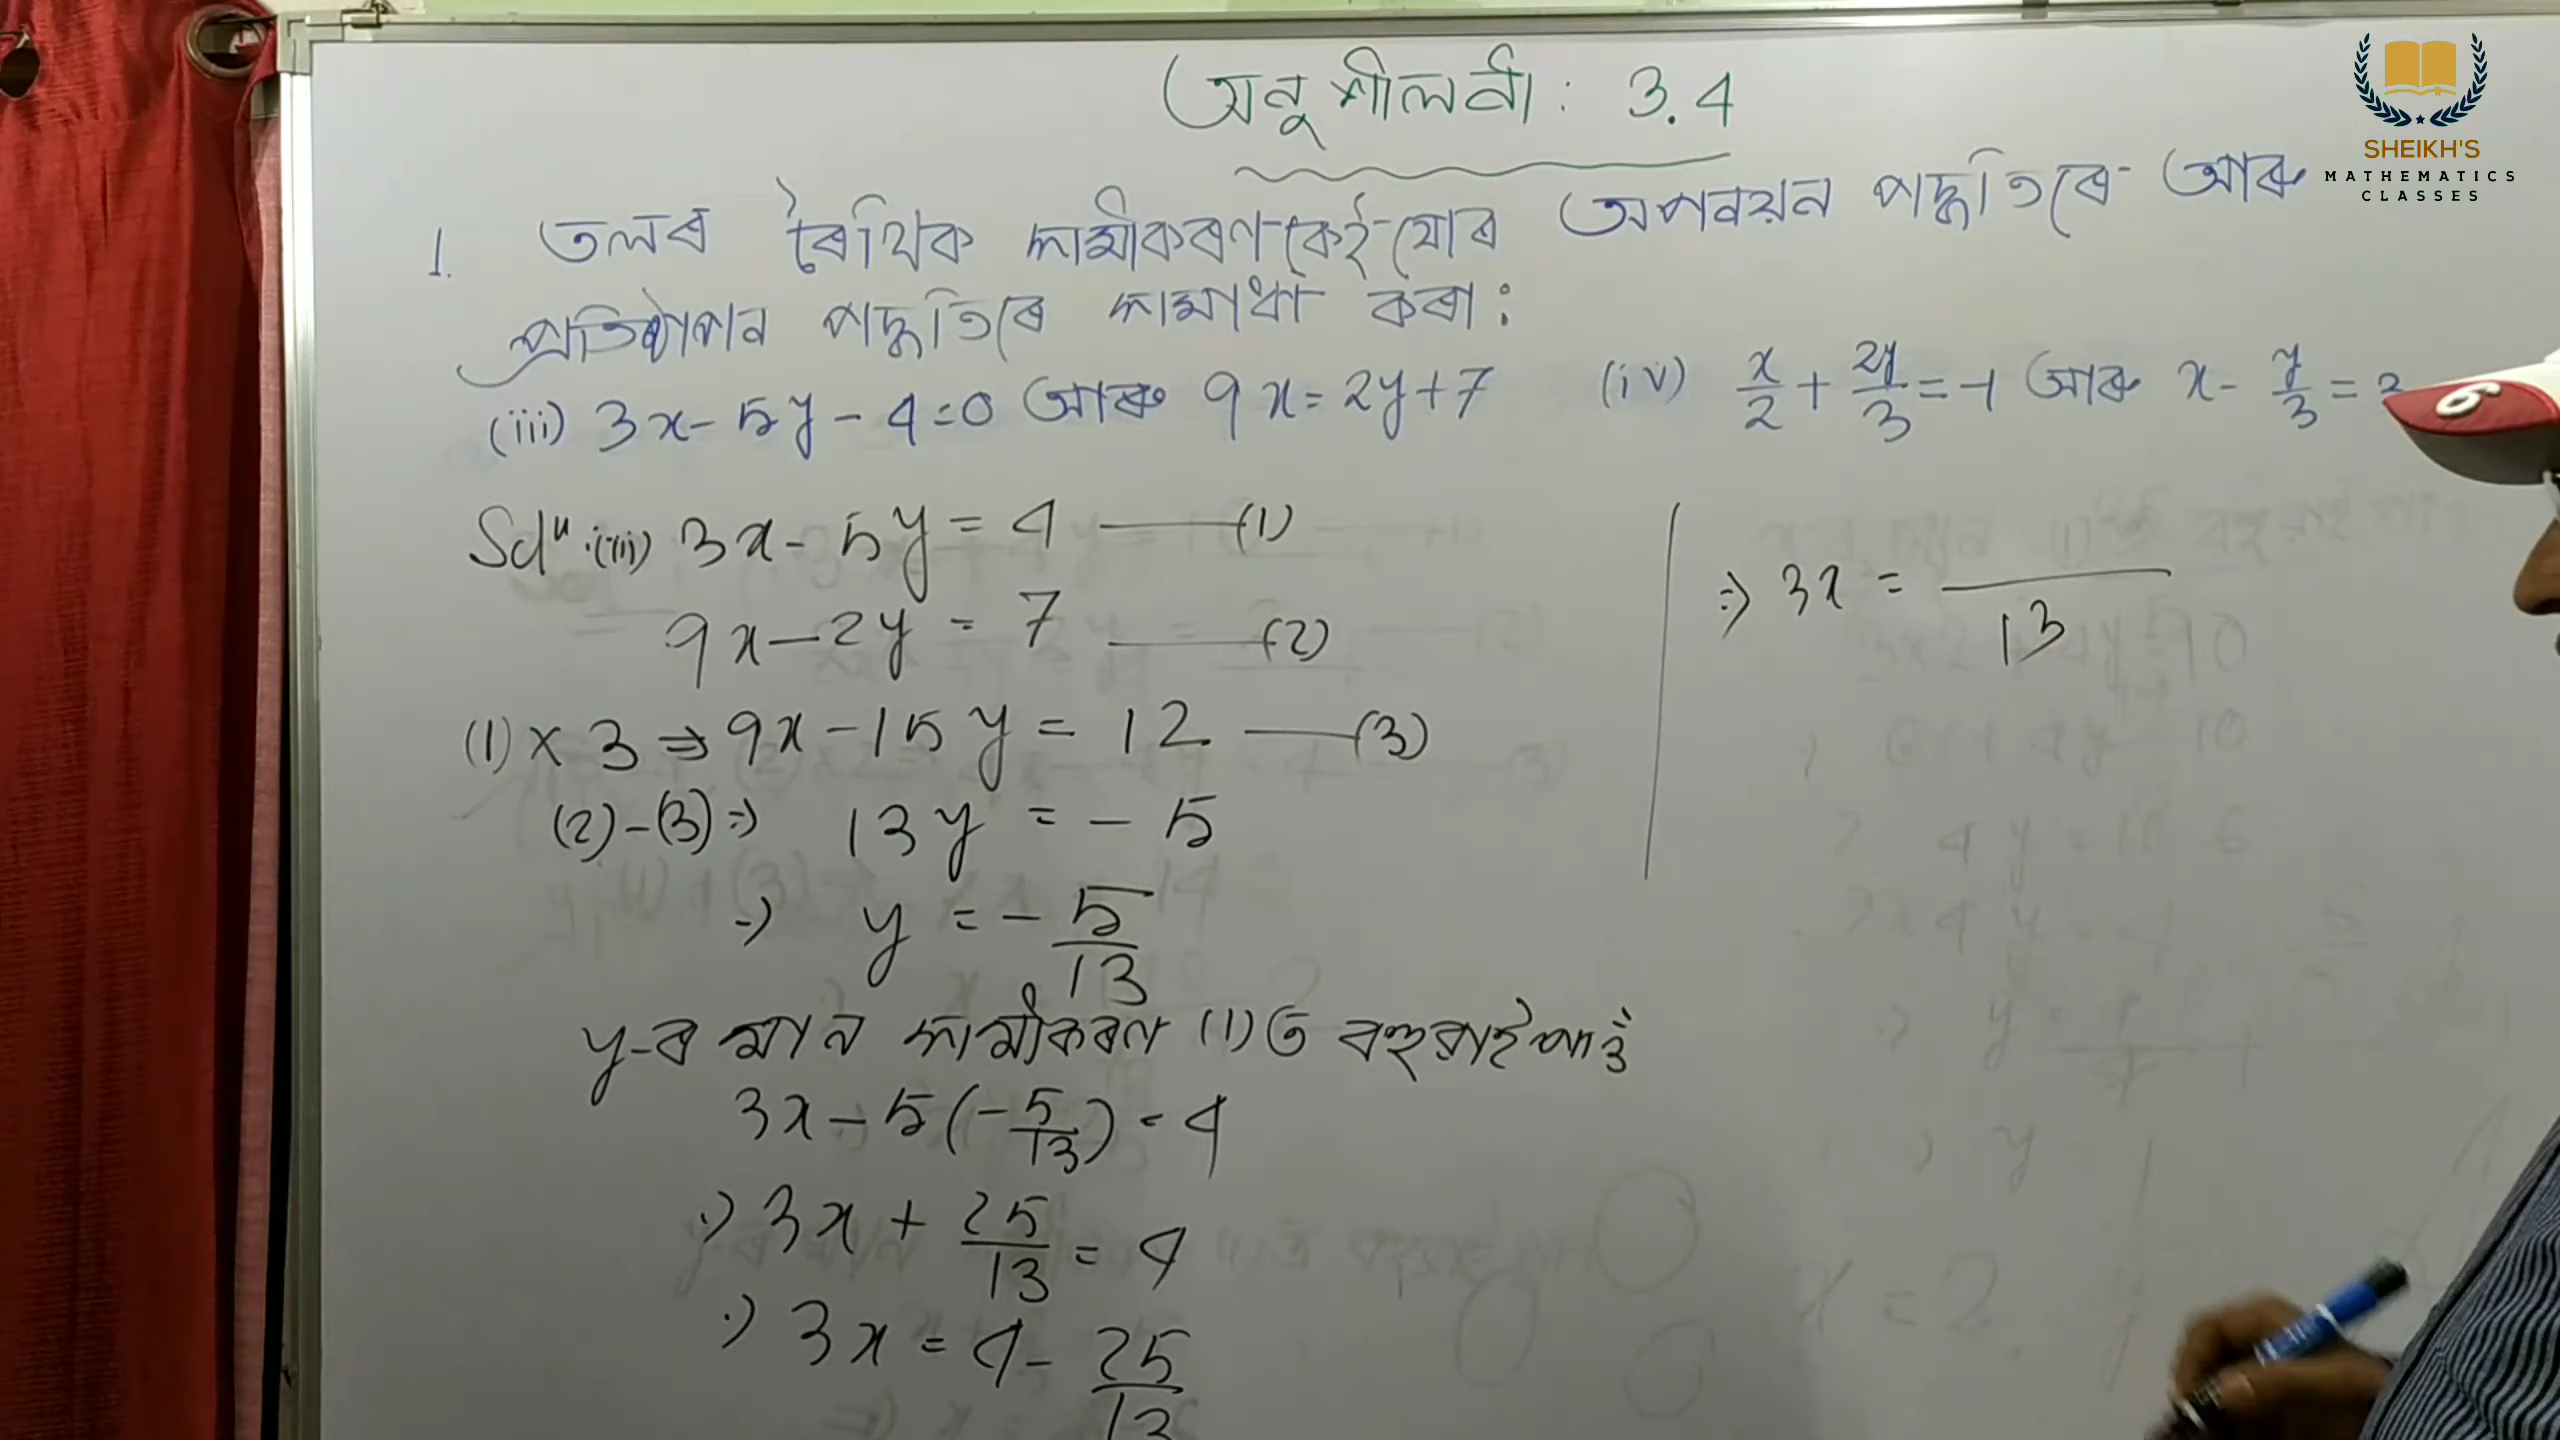 অনুশীলনী : 3.4
SHEIKH'S
MATHEMATICS
CLASSES
1. তলৰ ৰৈখিক সমীকৰণকেইযোৰ অপনয়ন পদ্ধতিৰে আৰু
প্ৰতিষ্ঠাপন পদ্ধতিৰে সমাধা কৰা :
(iii) 3x - 5y - 4 = 0 আৰু 9x = 2y + 7 (iv) x/2 + 2y/3 = -1 আৰু x - y/3 =
Solⁿ. (iii) 3x - 5y = 4 —— (1)
9x - 2y = 7 —— (2)
(1) × 3 ⇒ 9x - 15y = 12 —— (3)
(2) - (3) ⇒ 13y = - 5
⇒ y = - 5/13
y-ৰ মান সমীকৰণ (1) ত বহুৱাই পাওঁ
3x - 5(-5/13) = 4
⇒ 3x + 25/13 = 4
⇒ 3x = 4 - 25/13
⇒ 3x = /13